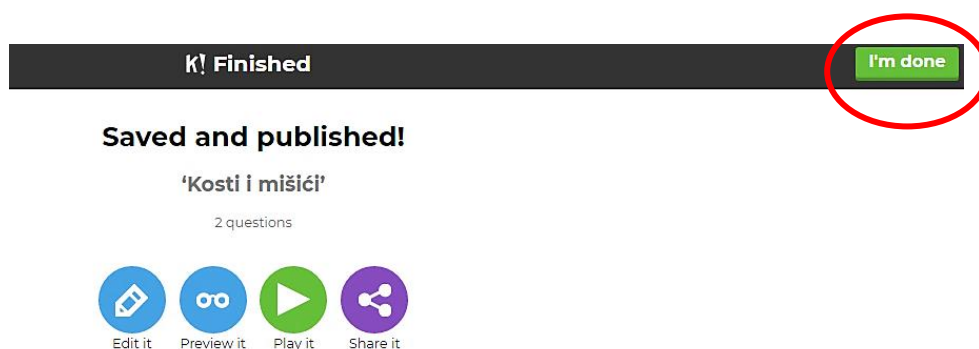 K! Finished
I'm done
Saved and published!
‘Kosti i mišići’
2 questions
Edit it Preview it Play it Share it